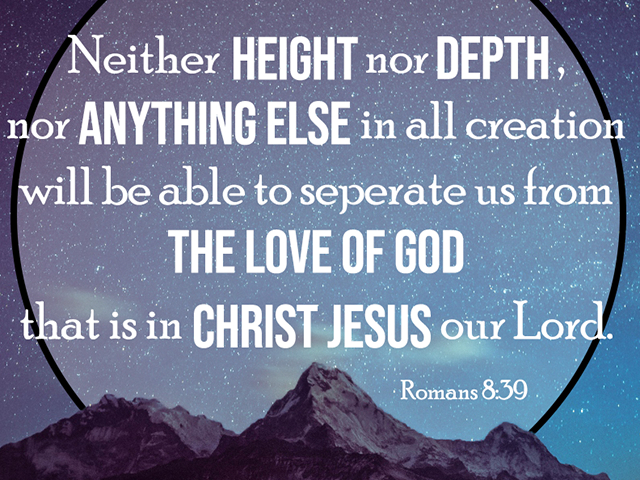 Neither HEIGHT nor DEPTH,
nor ANYTHING ELSE in all creation
will be able to seperate us from
THE LOVE OF GOD
that is in CHRIST JESUS our Lord.
Romans 8:39